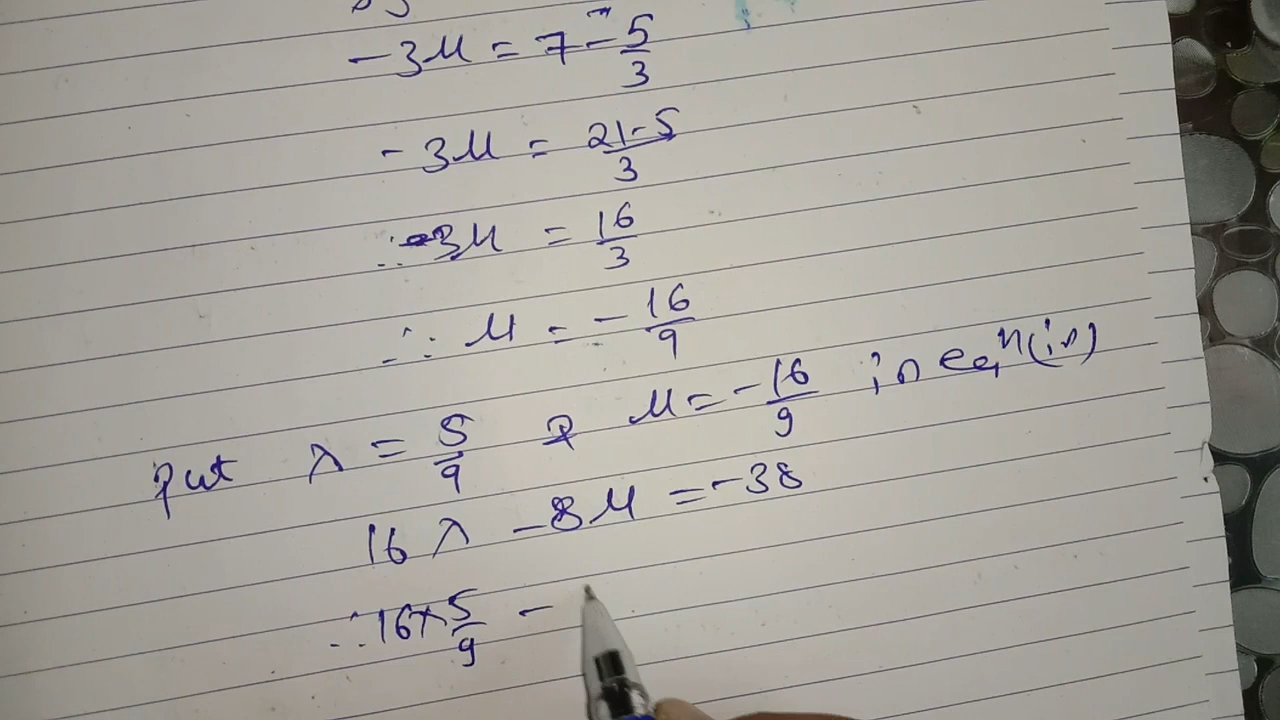 -3μ = 7 - 5/3
-3μ = 21-5/3
∴ -3μ = 16/3
∴ μ = -16/9
put λ = 5/9 & μ = -16/9 in eqⁿ (iv)
16λ - 8μ = -38
∴ 16×5/9 -